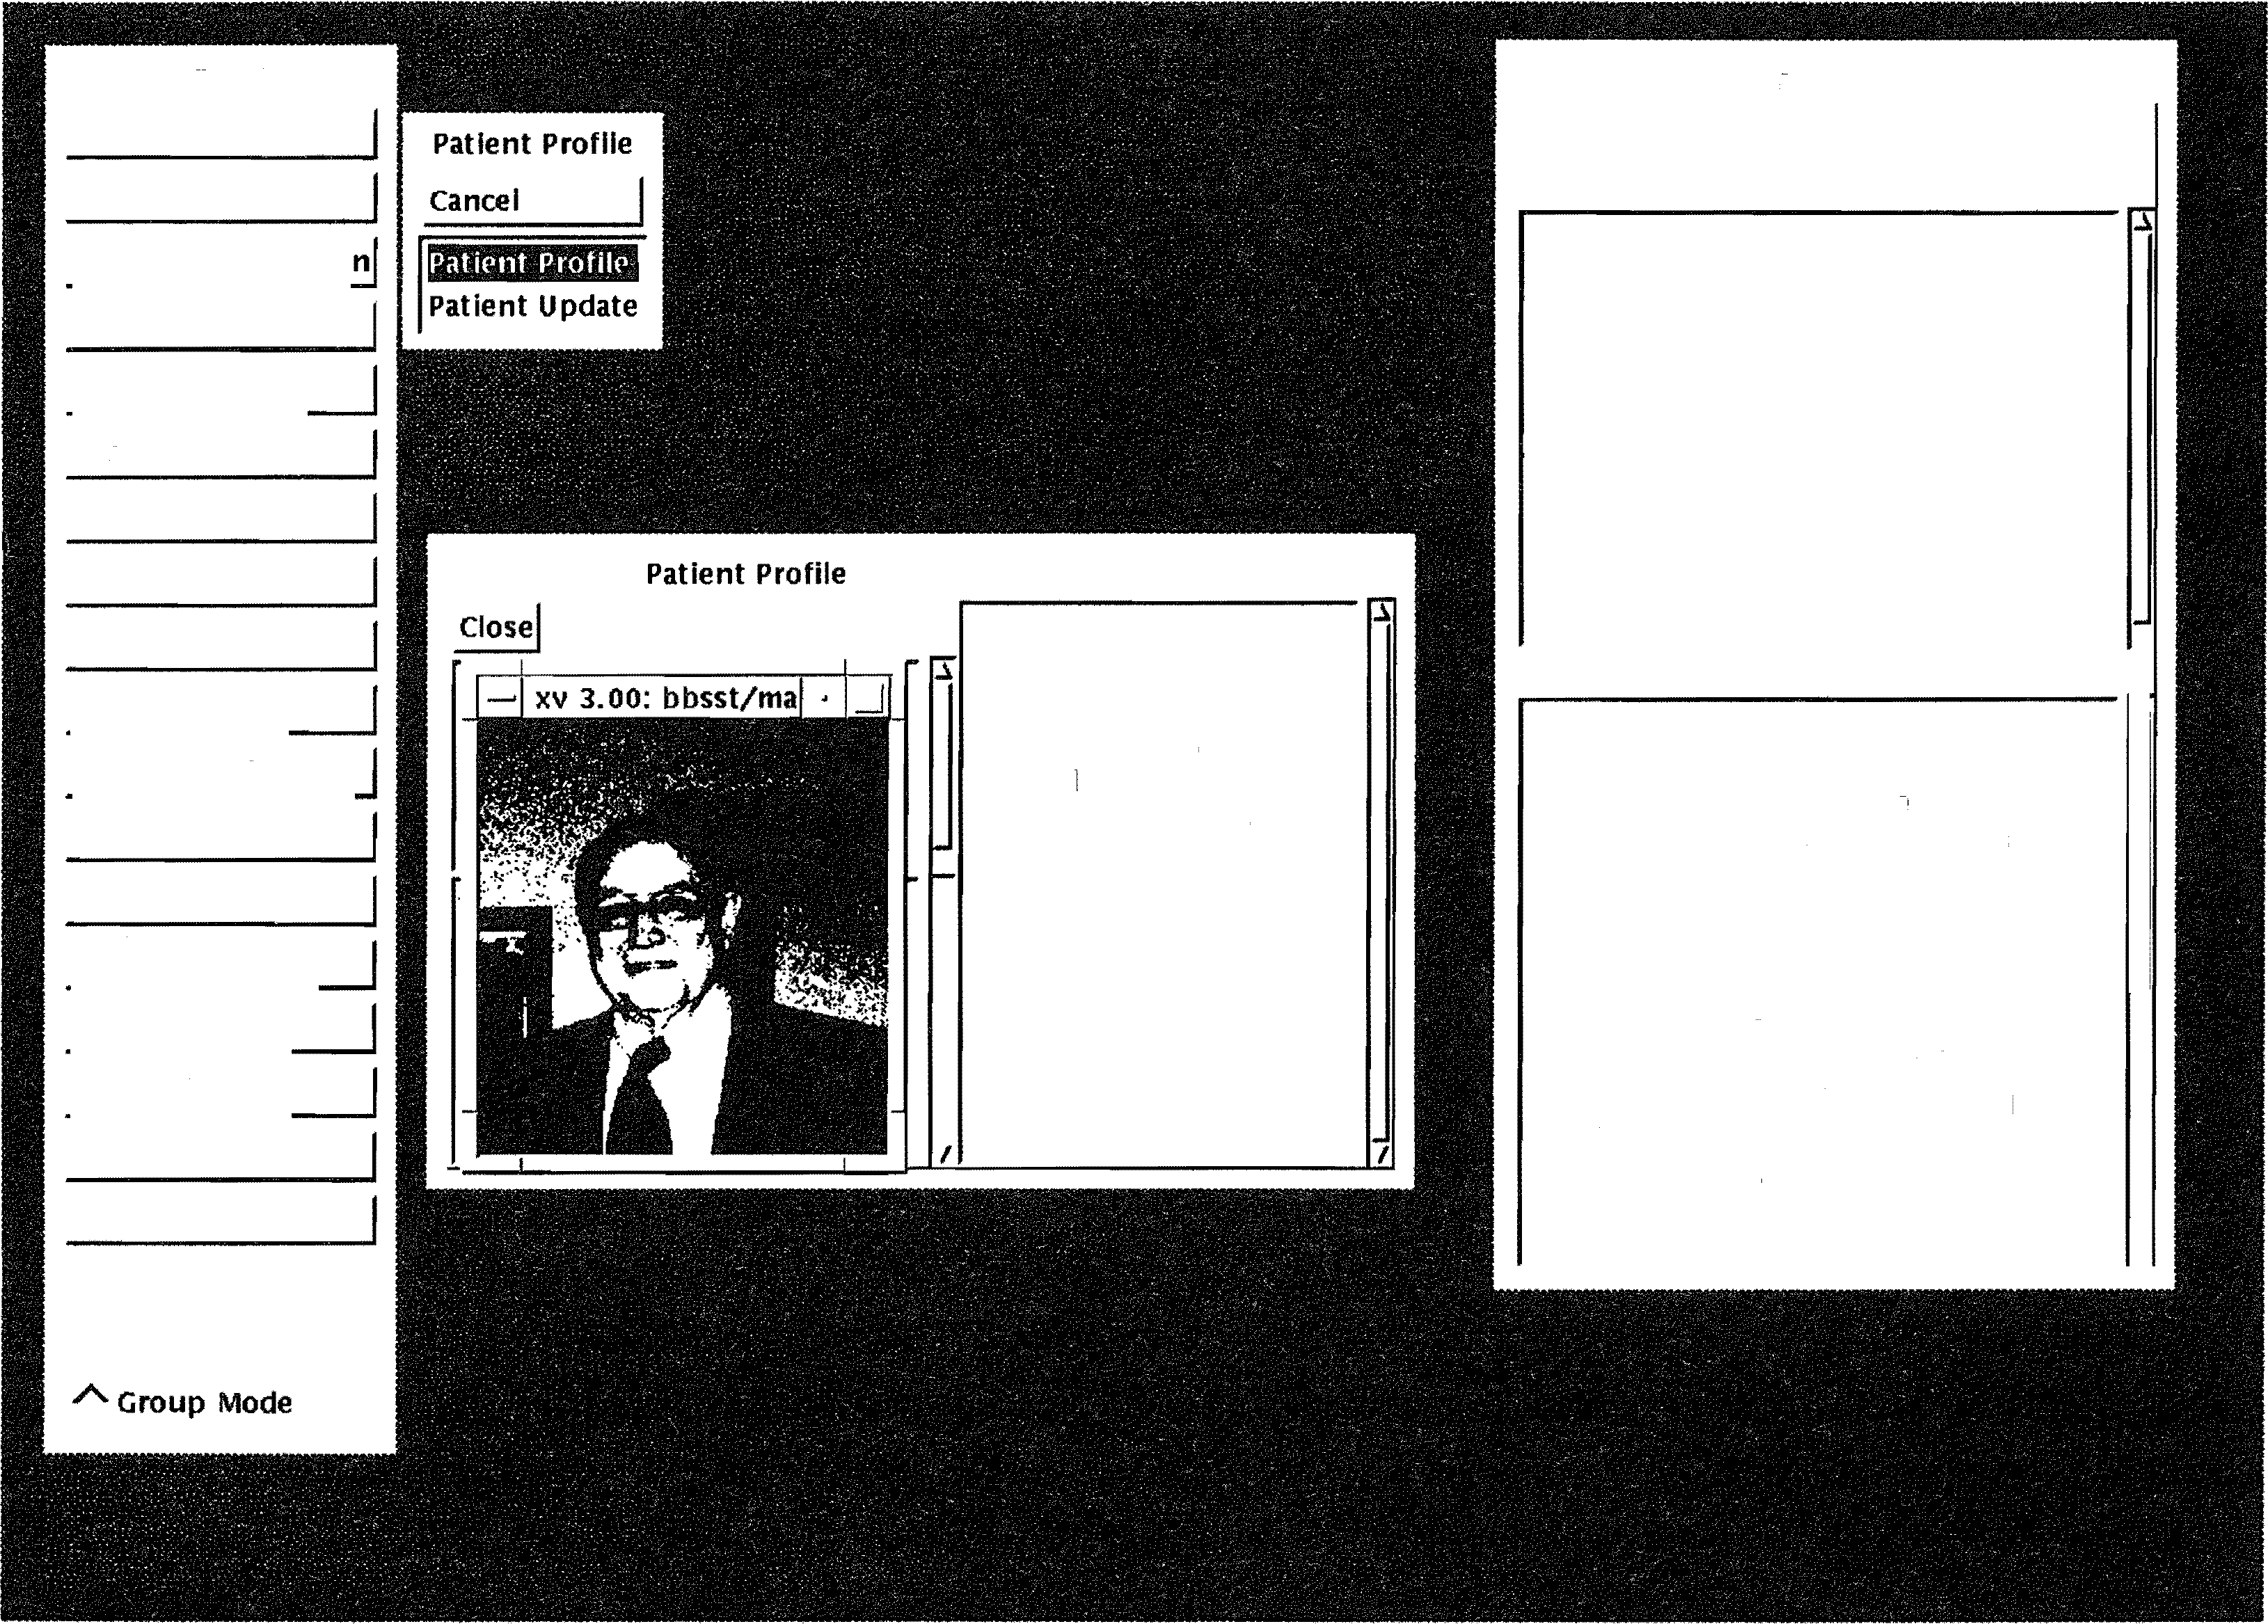 n
Patient Profile
Cancel
Patient Profile
Patient Update
Patient Profile
Close
xv 3.00: bbsst/ma
Group Mode